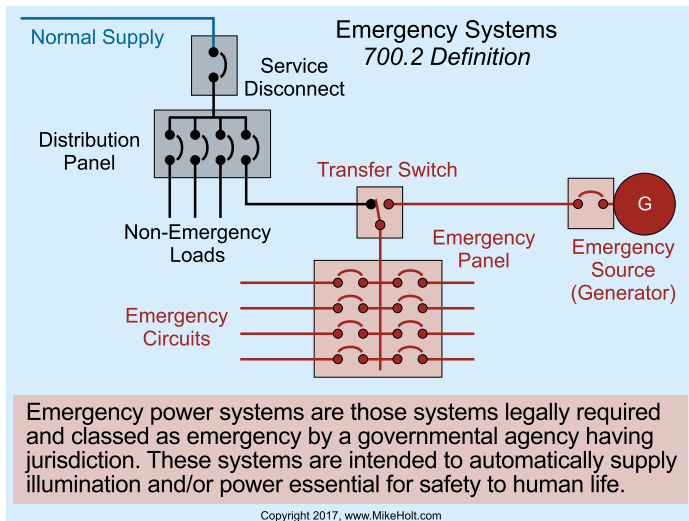 Emergency Systems
700.2 Definition
Normal Supply
Service
Disconnect
Distribution
Panel
Transfer Switch
G
Non-Emergency
Loads
Emergency
Panel
Emergency
Source
(Generator)
Emergency
Circuits
Emergency power systems are those systems legally required
and classed as emergency by a governmental agency having
jurisdiction. These systems are intended to automatically supply
illumination and/or power essential for safety to human life.
Copyright 2017, www.MikeHolt.com